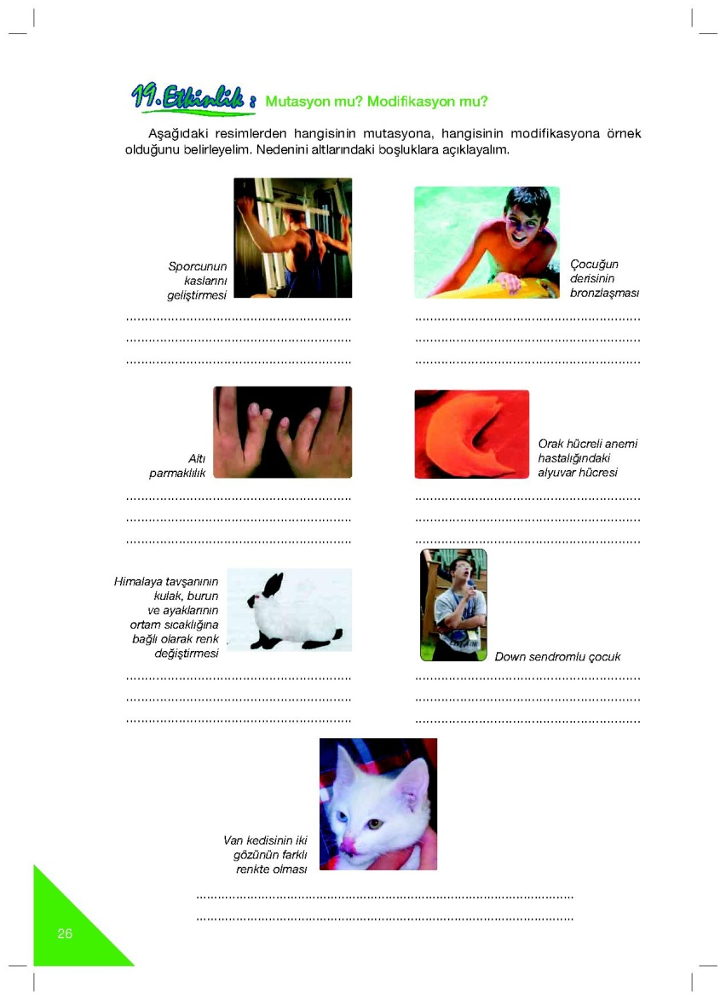 19.Etkinlik : Mutasyon mu? Modifikasyon mu?
Aşağıdaki resimlerden hangisinin mutasyona, hangisinin modifikasyona örnek
olduğunu belirleyelim. Nedenini altlarındaki boşluklara açıklayalım.
Sporcunun
kaslarını
geliştirmesi
Çocuğun
derisinin
bronzlaşması
Altı
parmaklılık
Orak hücreli anemi
hastalığındaki
alyuvar hücresi
Himalaya tavşanının
kulak, burun
ve ayaklarının
ortam sıcaklığına
bağlı olarak renk
değiştirmesi
Down sendromlu çocuk
Van kedisinin iki
gözünün farklı
renkte olması
26